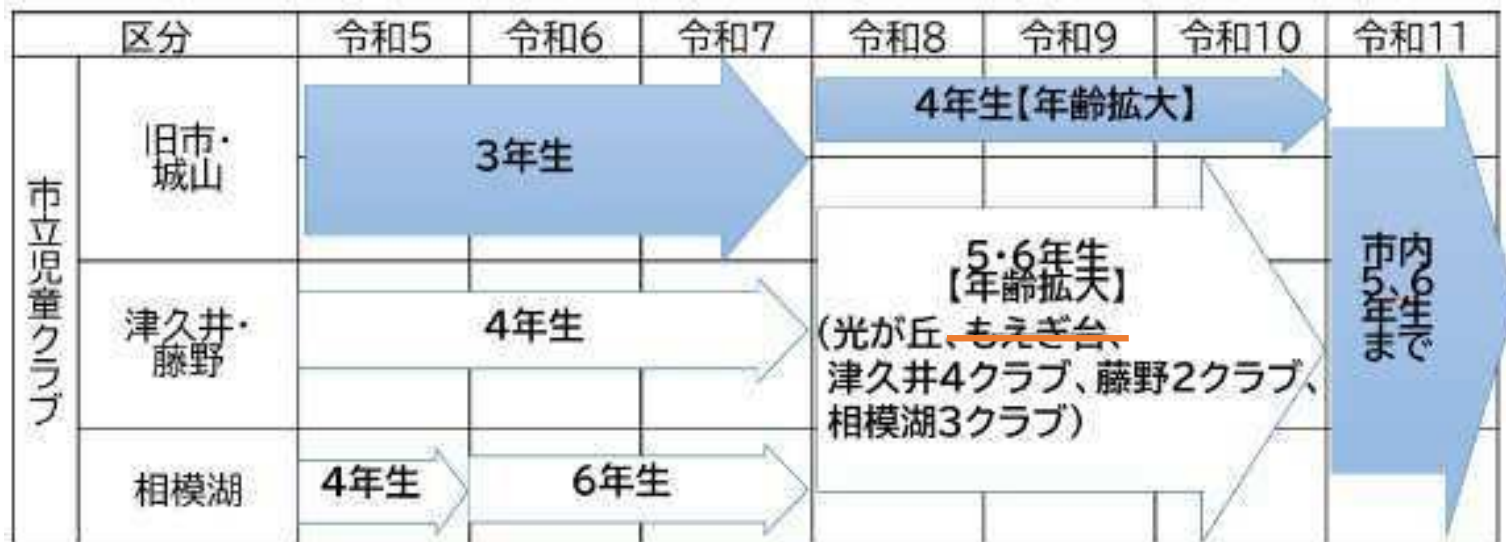 区分 令和5 令和6 令和7 令和8 令和9 令和10 令和11
市立児童クラブ
旧市・
城山
3年生
4年生【年齢拡大】
津久井・
藤野
4年生
相模湖
4年生
6年生
5・6年生
【年齢拡大】
(光が丘、もえぎ台、
津久井4クラブ、藤野2クラブ、
相模湖3クラブ)
市内
5、6
年生
まで